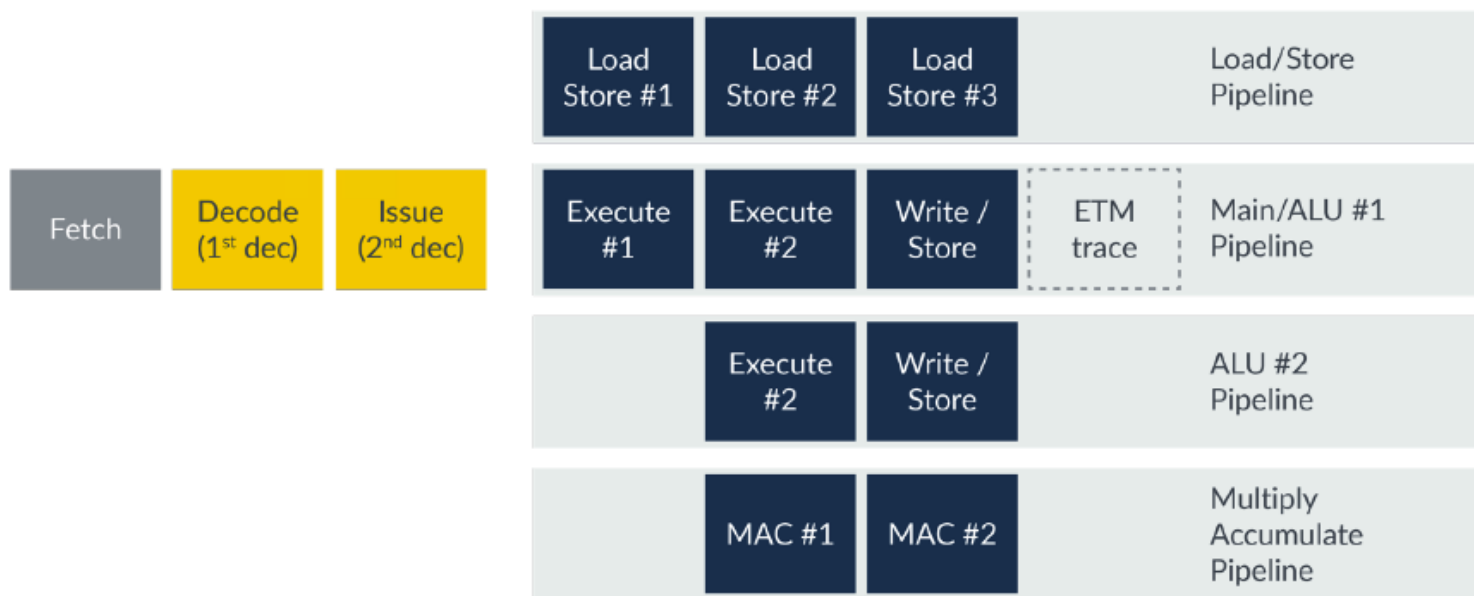 Load
Store #1
Load
Store #2
Load
Store #3
Load/Store
Pipeline
Fetch
Decode
(1st dec)
Issue
(2nd dec)
Execute
#1
Execute
#2
Write /
Store
ETM
trace
Main/ALU #1
Pipeline
Execute
#2
Write /
Store
ALU #2
Pipeline
MAC #1
MAC #2
Multiply
Accumulate
Pipeline